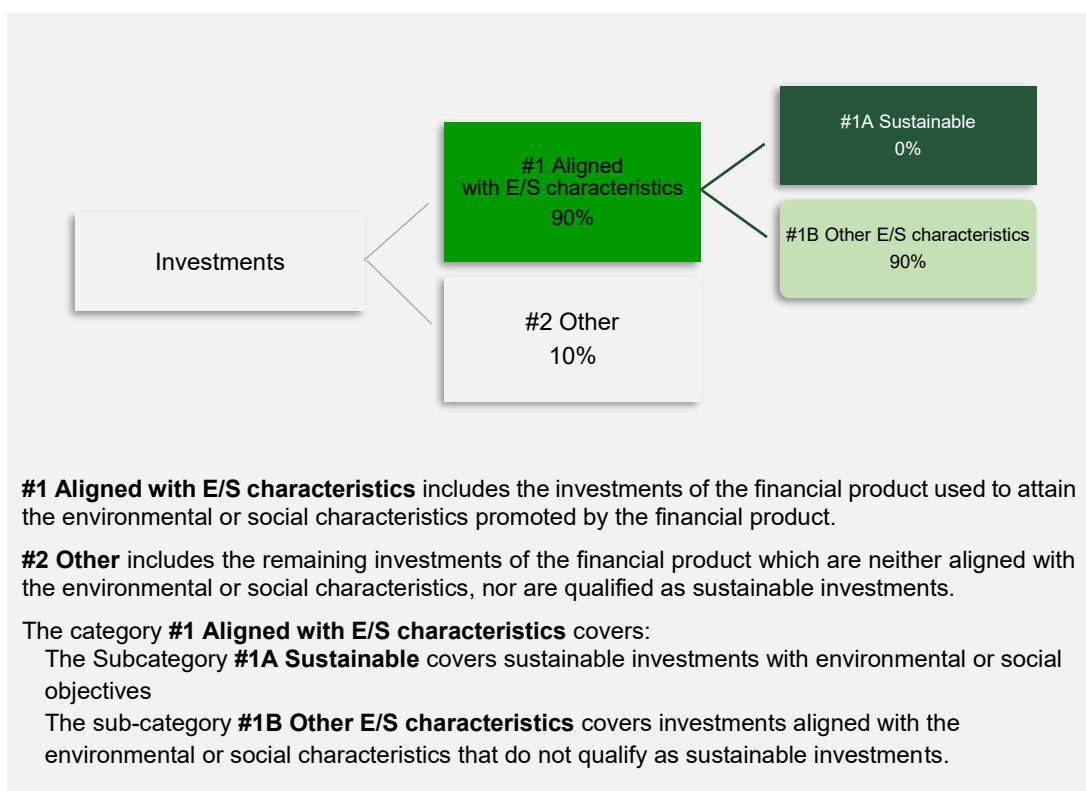 #1A Sustainable
0%
#1 Aligned
with E/S characteristics
90%
#1B Other E/S characteristics
90%
Investments
#2 Other
10%
#1 Aligned with E/S characteristics includes the investments of the financial product used to attain
the environmental or social characteristics promoted by the financial product.
#2 Other includes the remaining investments of the financial product which are neither aligned with
the environmental or social characteristics, nor are qualified as sustainable investments.
The category #1 Aligned with E/S characteristics covers:
The Subcategory #1A Sustainable covers sustainable investments with environmental or social
objectives
The sub-category #1B Other E/S characteristics covers investments aligned with the
environmental or social characteristics that do not qualify as sustainable investments.